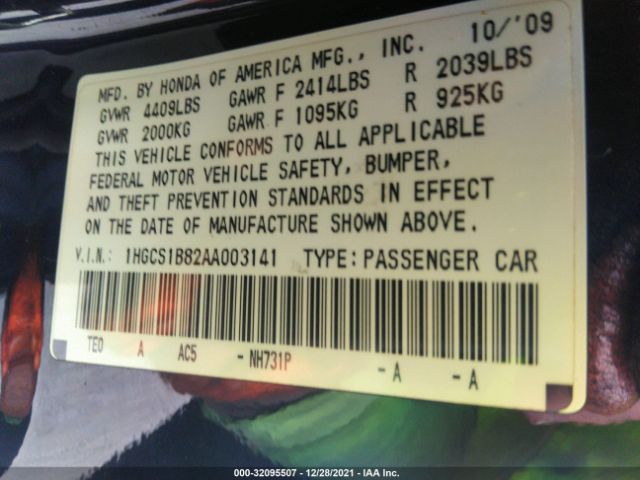 MFD. BY HONDA OF AMERICA MFG., INC. 10/'09
GVWR 4409LBS GAWR F 2414LBS R 2039LBS
GVWR 2000KG GAWR F 1095KG R 925KG
THIS VEHICLE CONFORMS TO ALL APPLICABLE
FEDERAL MOTOR VEHICLE SAFETY, BUMPER,
AND THEFT PREVENTION STANDARDS IN EFFECT
ON THE DATE OF MANUFACTURE SHOWN ABOVE.
V.I.N.: 1HGCS1B82AA003141 TYPE: PASSENGER CAR
TE0 A AC5 - NH731P - A - A
000-32095507 - 12/28/2021 - IAA Inc.